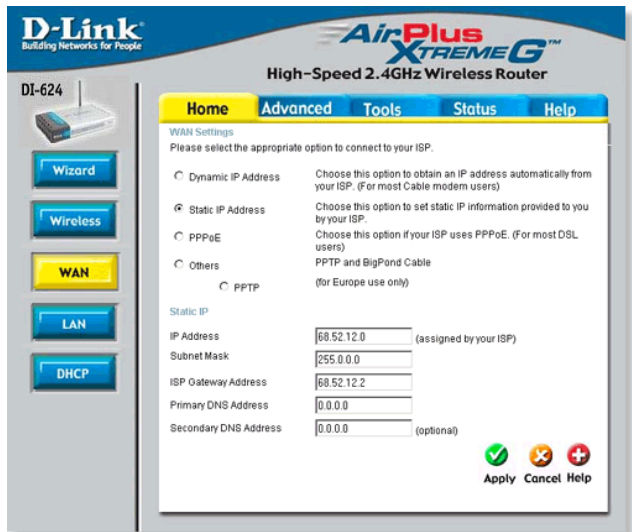 D-Link
Building Networks for People
AirPlus
XTREME G™
High-Speed 2.4GHz Wireless Router
DI-624
Home Advanced Tools Status Help
Wizard
Wireless
WAN
LAN
DHCP
WAN Settings
Please select the appropriate option to connect to your ISP.
Dynamic IP Address Choose this option to obtain an IP address automatically from
your ISP. (For most Cable modem users)
Static IP Address Choose this option to set static IP information provided to you
by your ISP.
PPPoE Choose this option if your ISP uses PPPoE. (For most DSL
users)
Others PPTP and BigPond Cable
PPTP (for Europe use only)
Static IP
IP Address 68.52.12.0 (assigned by your ISP)
Subnet Mask 255.0.0.0
ISP Gateway Address 68.52.12.2
Primary DNS Address 0.0.0.0
Secondary DNS Address 0.0.0.0 (optional)
Apply Cancel Help